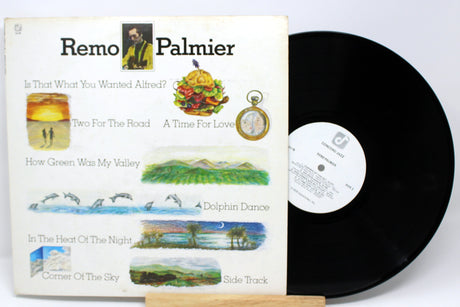 Remo Palmier
Is That What You Wanted Alfred?
Two For The Road
A Time For Love
How Green Was My Valley
Dolphin Dance
In The Heat Of The Night
Corner Of The Sky
Side Track
CONCORD JAZZ